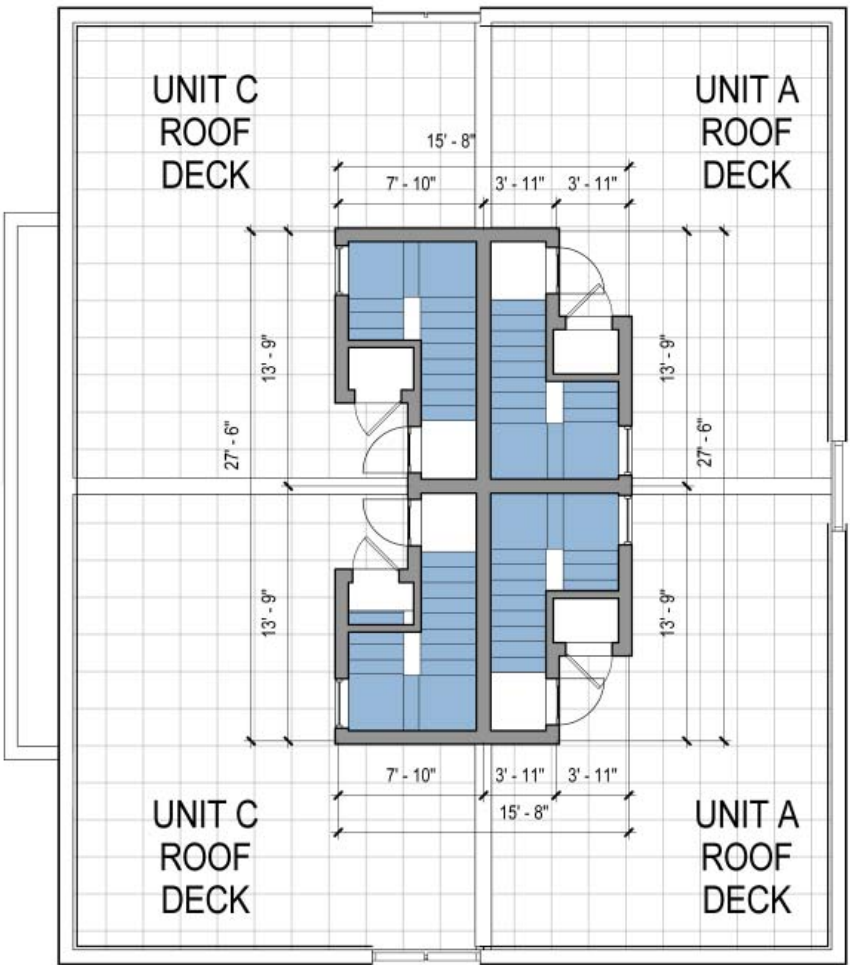 UNIT C
ROOF
DECK
UNIT A
ROOF
DECK
15' - 8"
7' - 10"
3' - 11"
3' - 11"
13' - 9"
27' - 6"
13' - 9"
27' - 6"
13' - 9"
13' - 9"
7' - 10"
3' - 11"
3' - 11"
15' - 8"
UNIT C
ROOF
DECK
UNIT A
ROOF
DECK